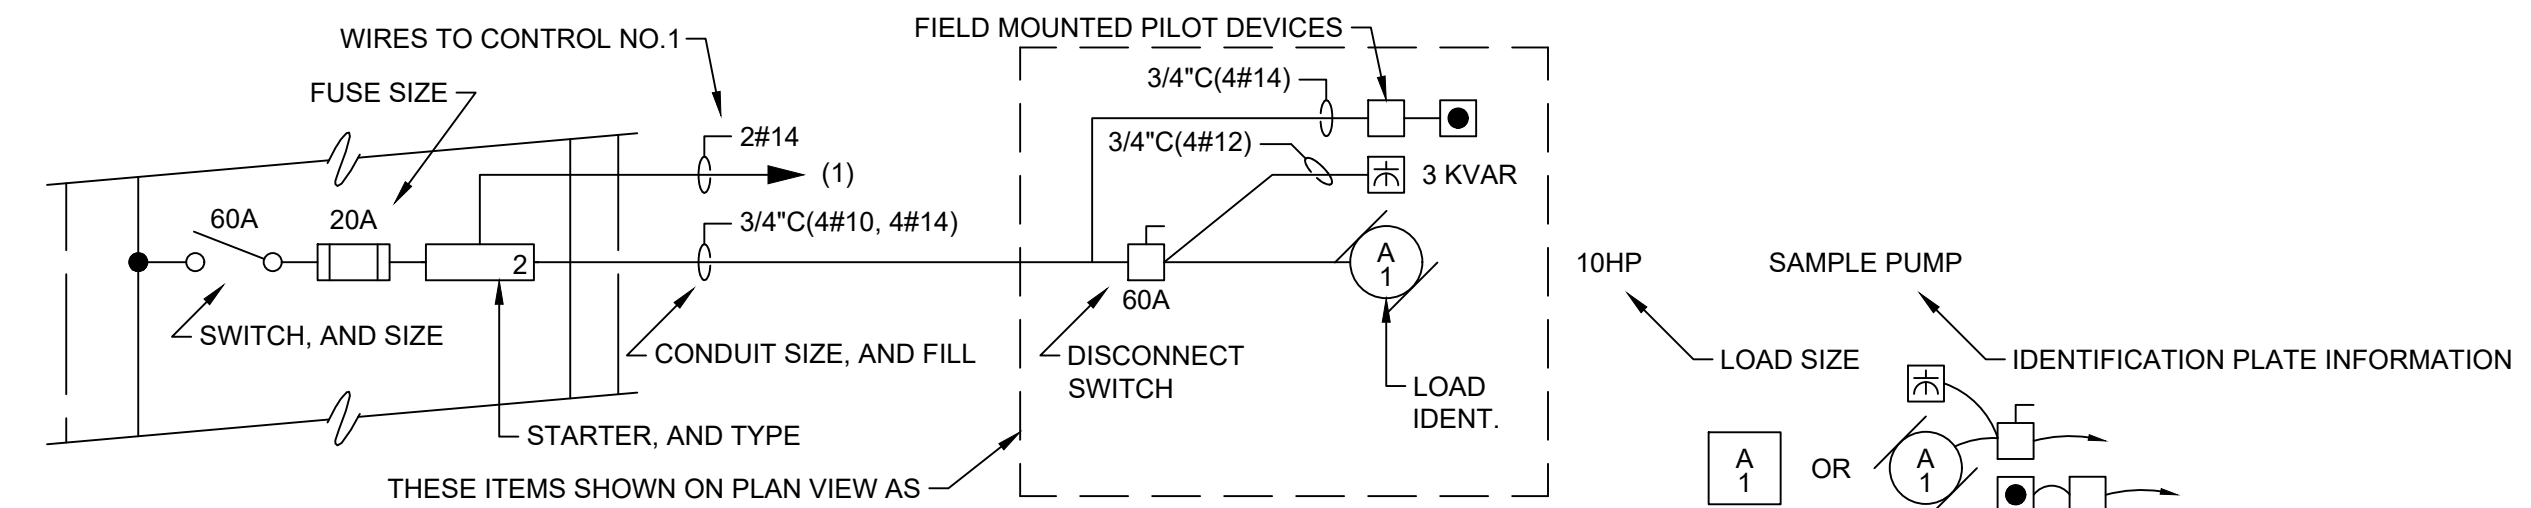 FIELD MOUNTED PILOT DEVICES
WIRES TO CONTROL NO.1
3/4"C(4#14)
FUSE SIZE
2#14
3/4"C(4#12)
(1)
3 KVAR
60A
20A
3/4"C(4#10, 4#14)
2
A
1
10HP
SAMPLE PUMP
60A
SWITCH, AND SIZE
CONDUIT SIZE, AND FILL
DISCONNECT
SWITCH
LOAD SIZE
IDENTIFICATION PLATE INFORMATION
LOAD
IDENT.
STARTER, AND TYPE
A
1
OR
A
1
THESE ITEMS SHOWN ON PLAN VIEW AS